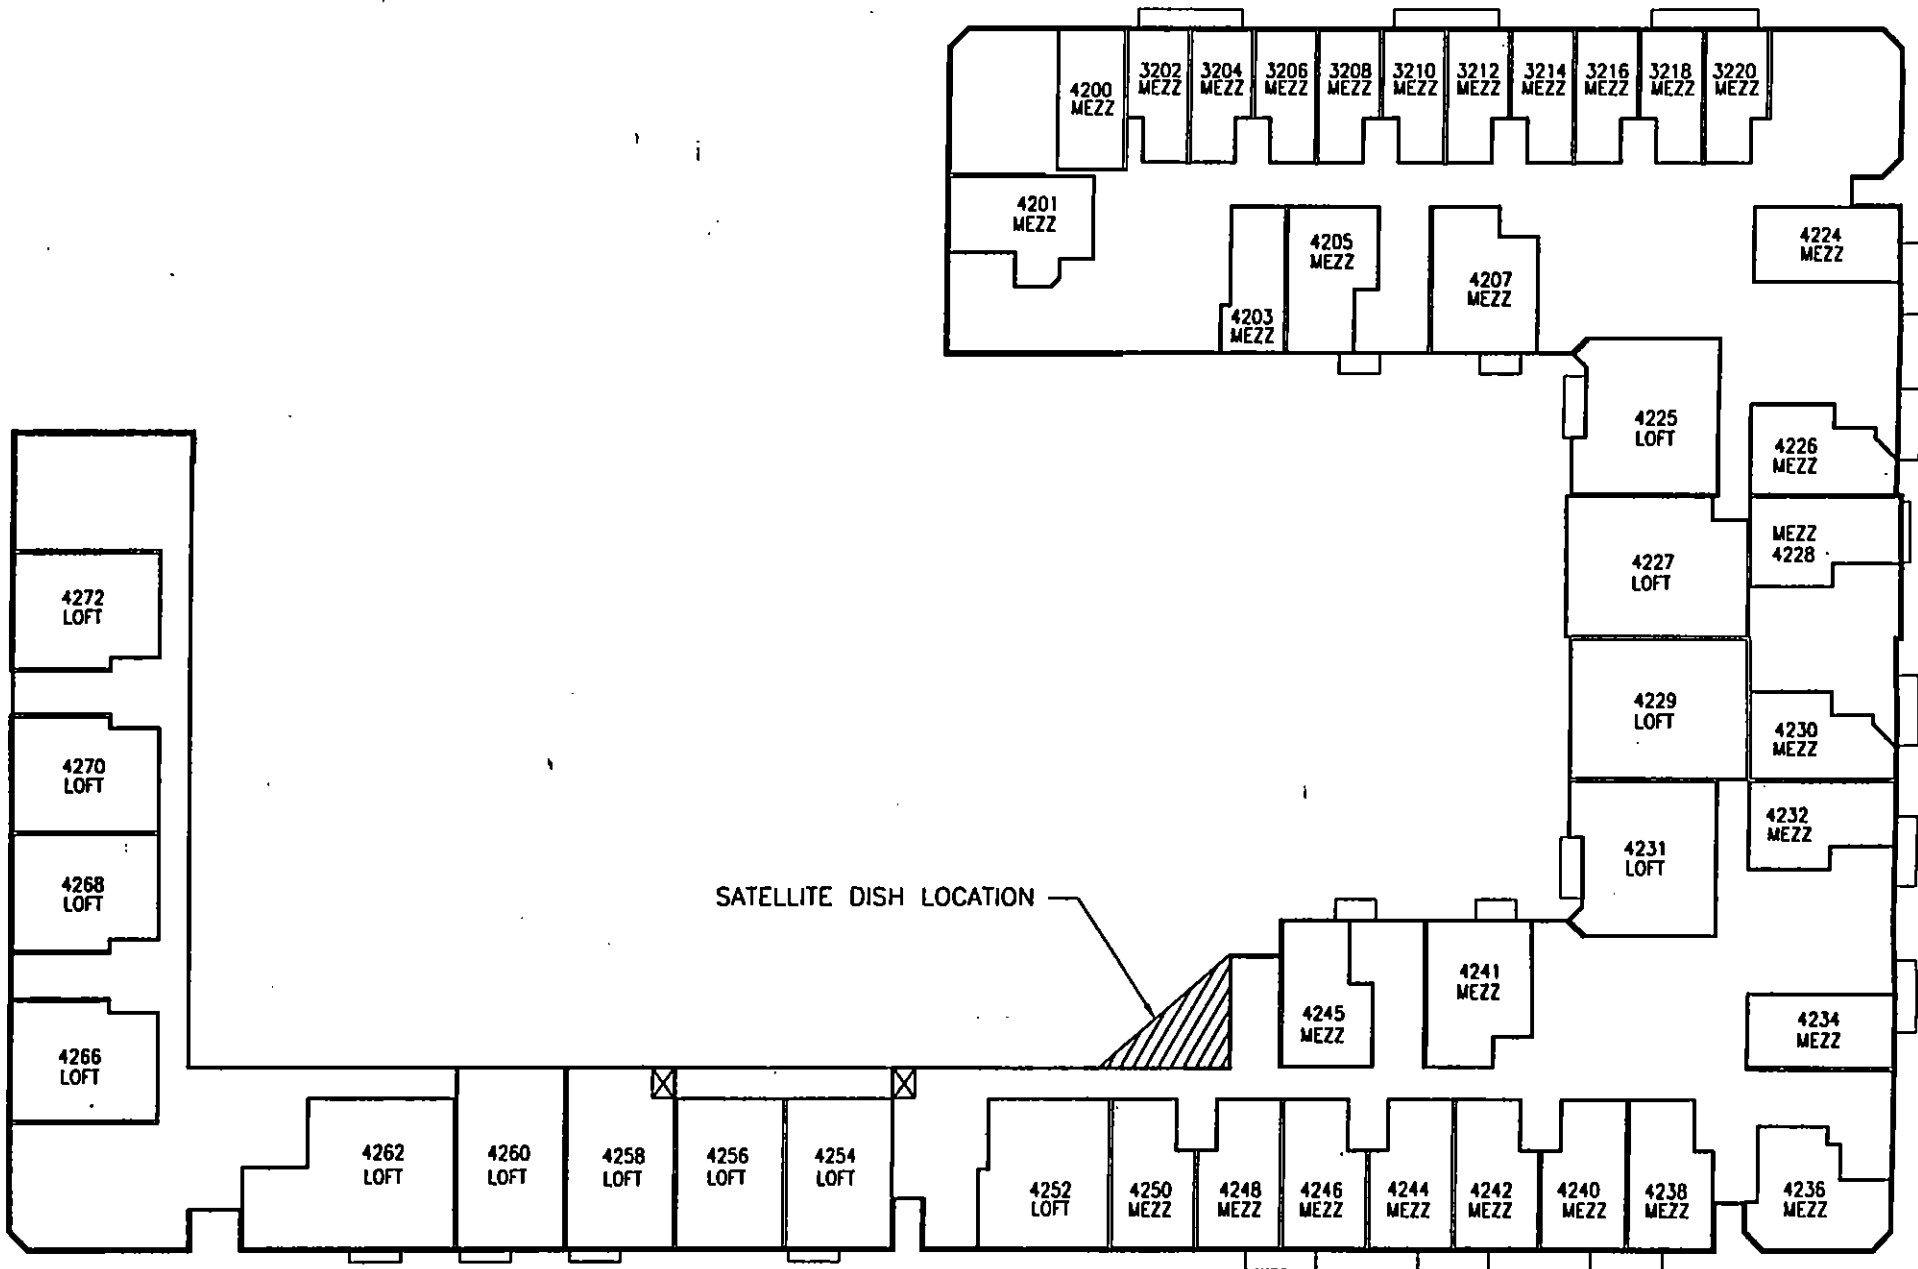 4200
MEZZ
3202
MEZZ
3204
MEZZ
3206
MEZZ
3208
MEZZ
3210
MEZZ
3212
MEZZ
3214
MEZZ
3216
MEZZ
3218
MEZZ
3220
MEZZ
4201
MEZZ
4203
MEZZ
4205
MEZZ
4207
MEZZ
4224
MEZZ
4225
LOFT
4226
MEZZ
4227
LOFT
MEZZ
4228
4229
LOFT
4230
MEZZ
4231
LOFT
4232
MEZZ
4272
LOFT
4270
LOFT
4268
LOFT
4266
LOFT
SATELLITE DISH LOCATION
4245
MEZZ
4241
MEZZ
4234
MEZZ
4262
LOFT
4260
LOFT
4258
LOFT
4256
LOFT
4254
LOFT
4252
LOFT
4250
MEZZ
4248
MEZZ
4246
MEZZ
4244
MEZZ
4242
MEZZ
4240
MEZZ
4238
MEZZ
4236
MEZZ